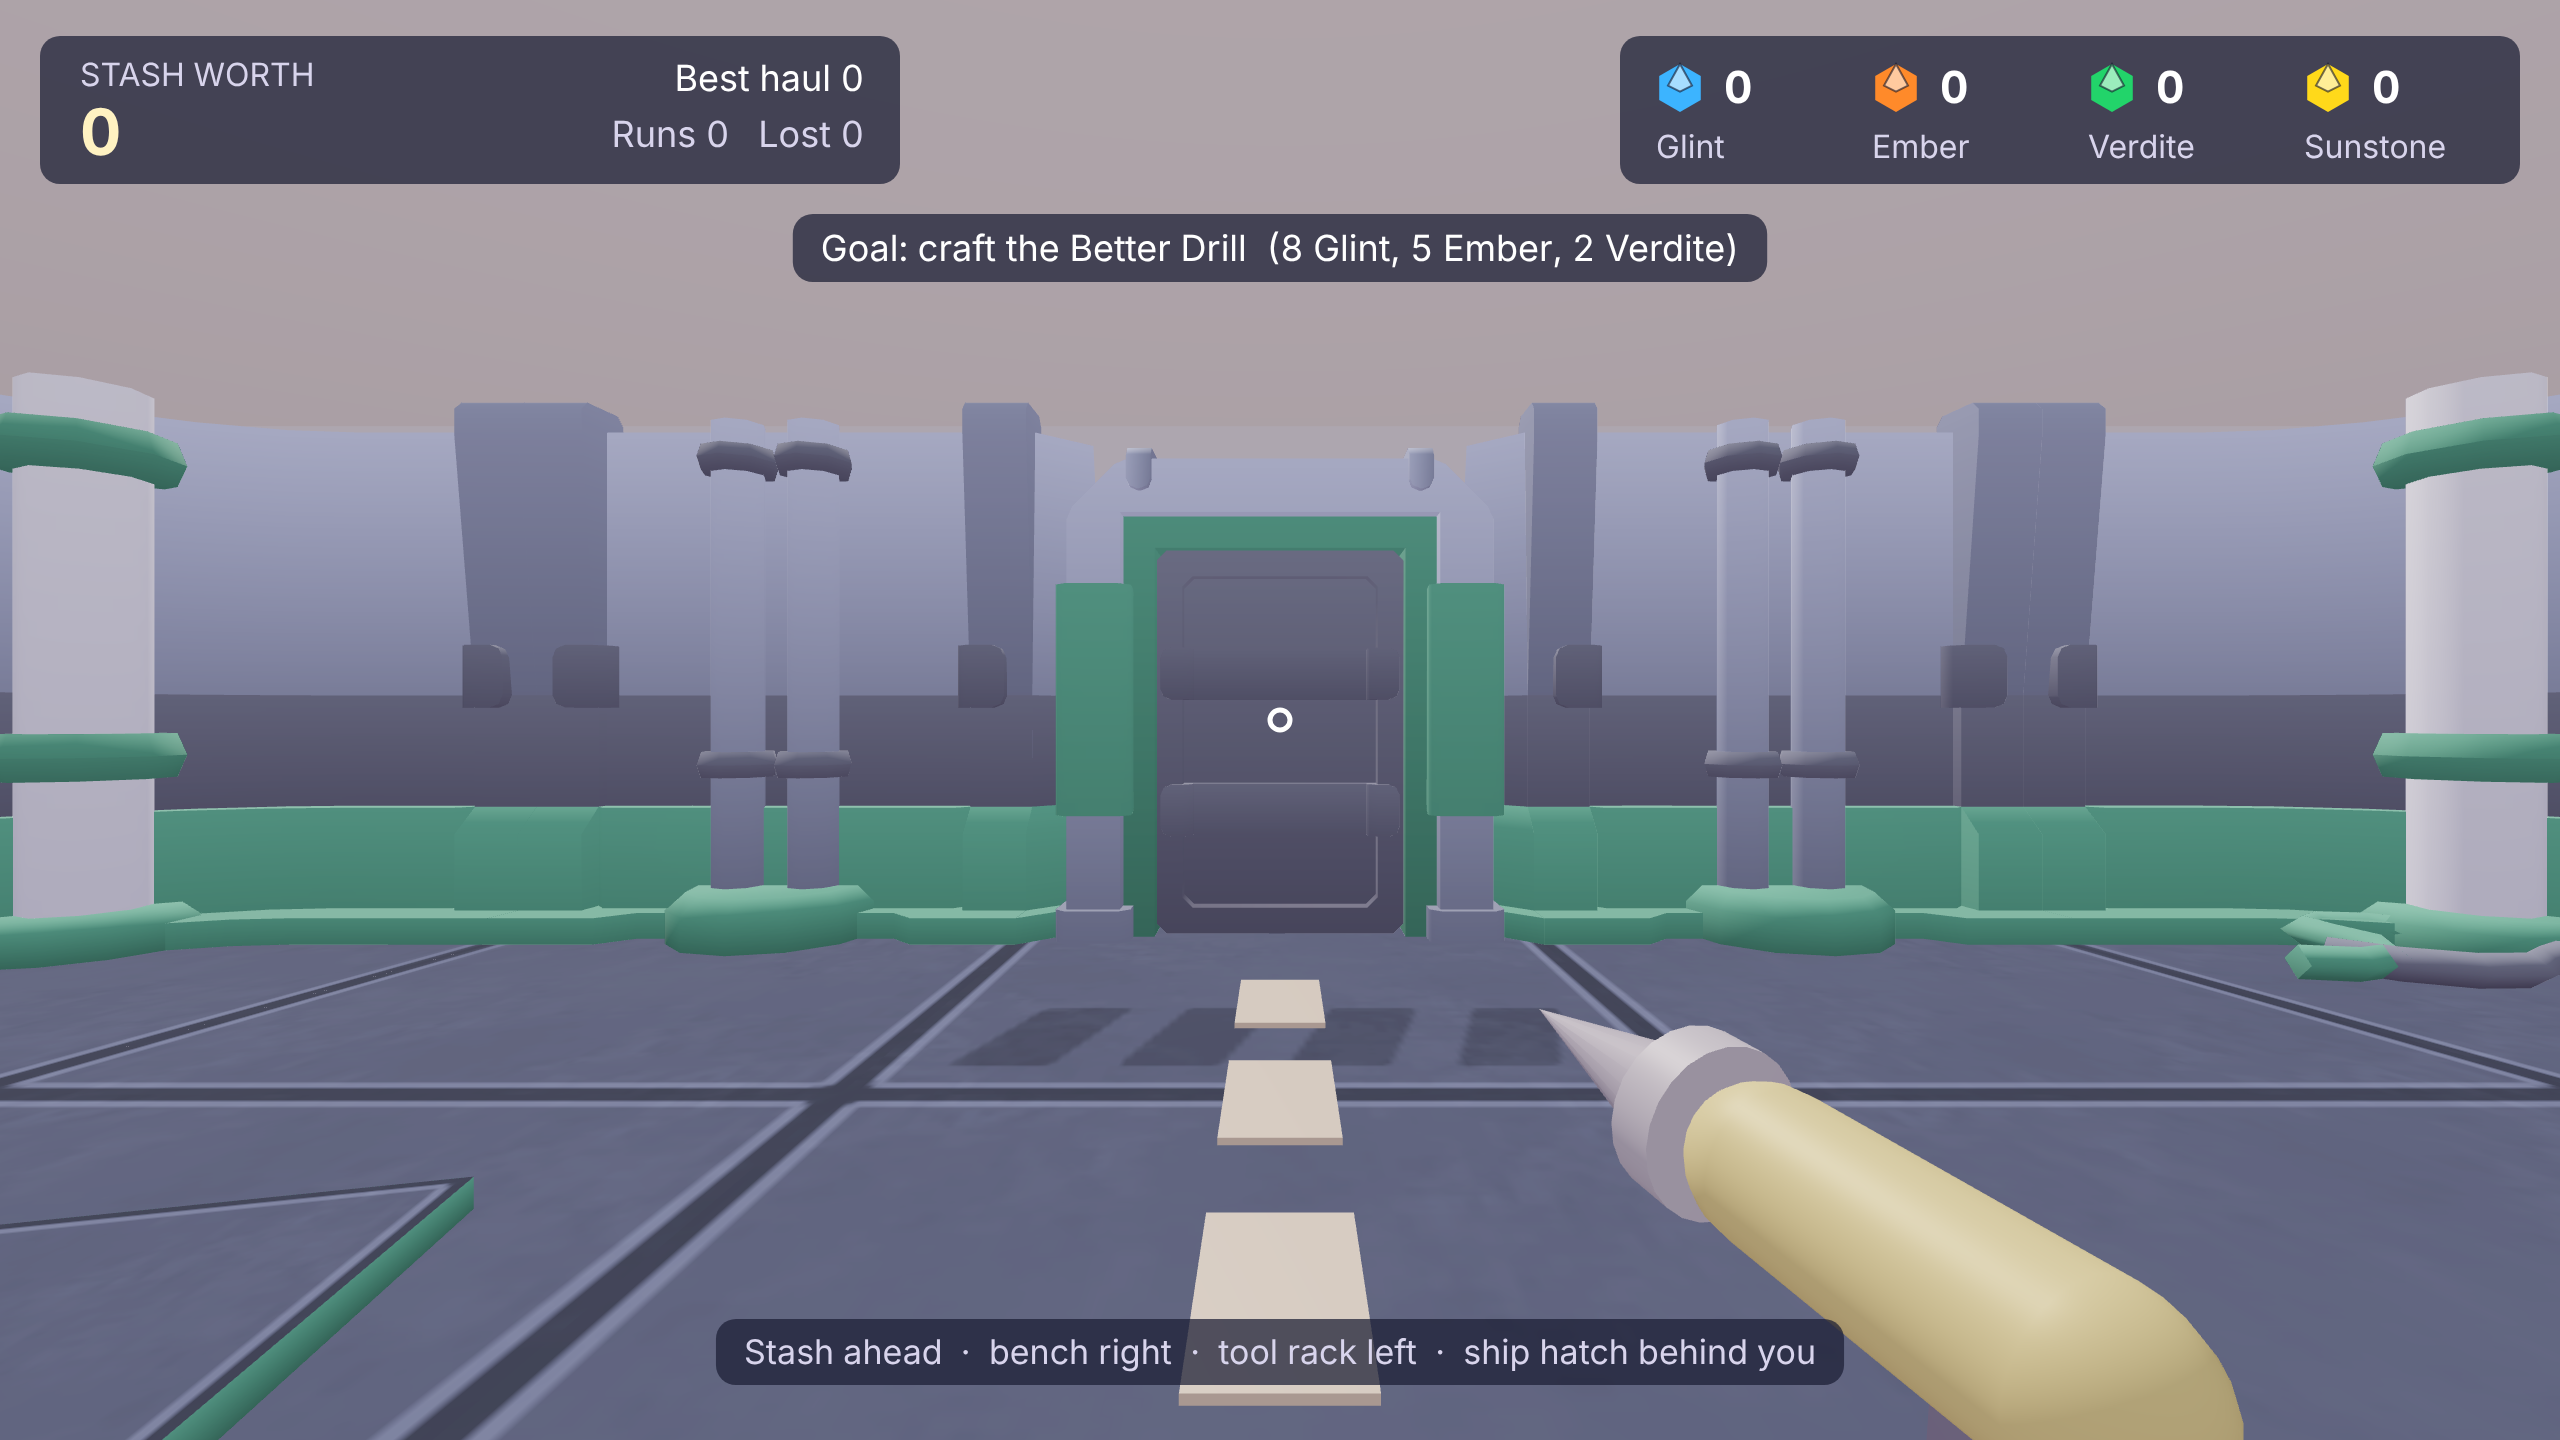 STASH WORTH
0
Best haul 0
Runs 0 Lost 0
0 0 0 0
Glint Ember Verdite Sunstone
Goal: craft the Better Drill (8 Glint, 5 Ember, 2 Verdite)
Stash ahead · bench right · tool rack left · ship hatch behind you